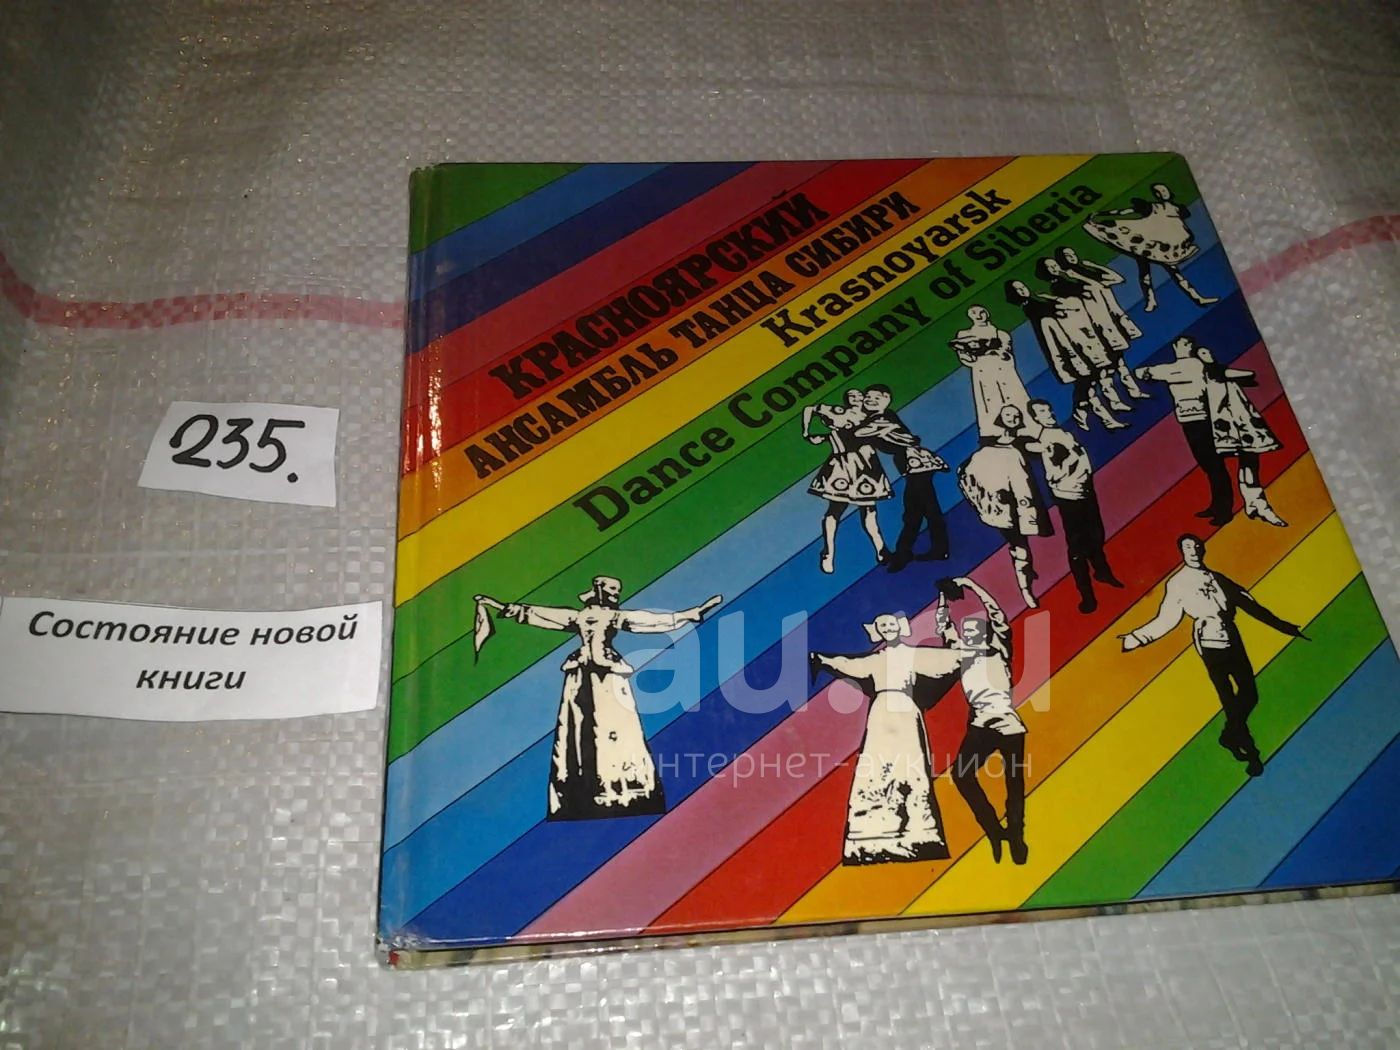 КРАСНОЯРСКИЙ
АНСАМБЛЬ ТАНЦА СИБИРИ
Krasnoyarsk
Dance Company of Siberia
235.
Состояние новой
книги
au.ru
интернет-аукцион